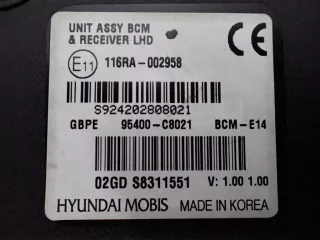 UNIT ASSY BCM
& RECEIVER LHD
CE
E11 116RA-002958
S924202808021
GBPE 95400-C8021 BCM-E14
02GD S8311551 V: 1.00 1.00
HYUNDAI MOBIS MADE IN KOREA